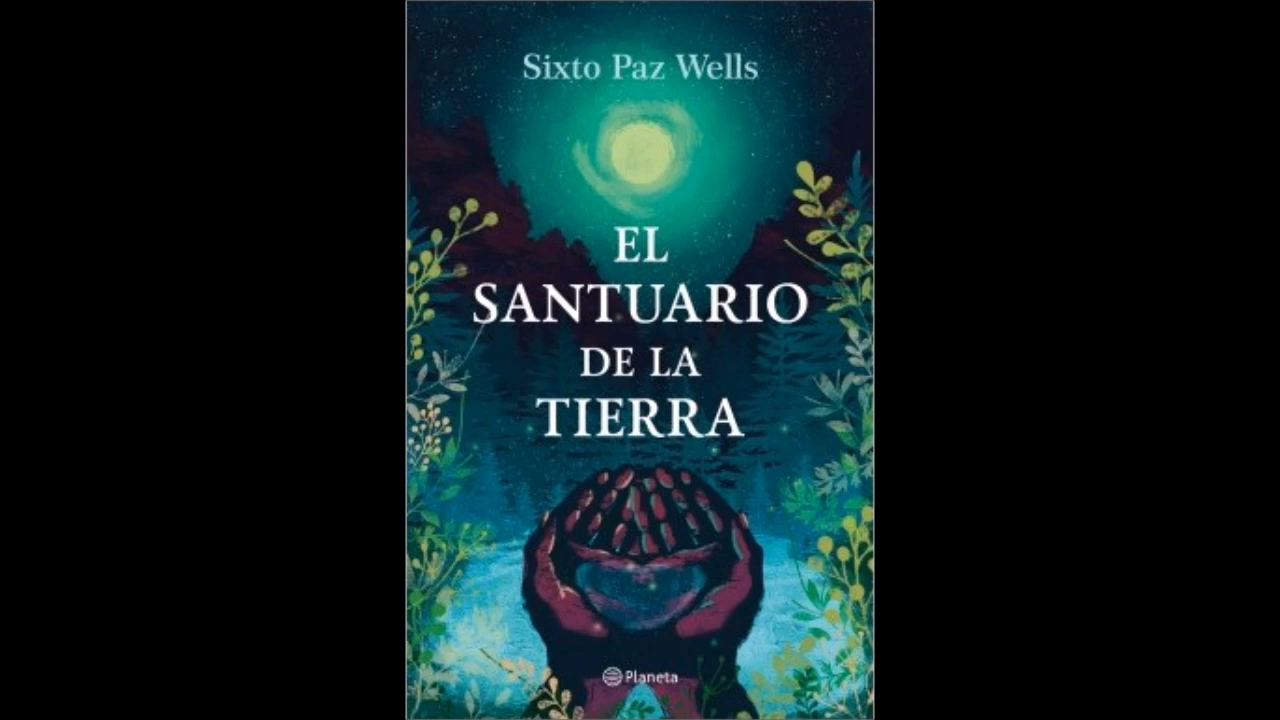 Sixto Paz Wells
EL
SANTUARIO
DE LA
TIERRA
Planeta